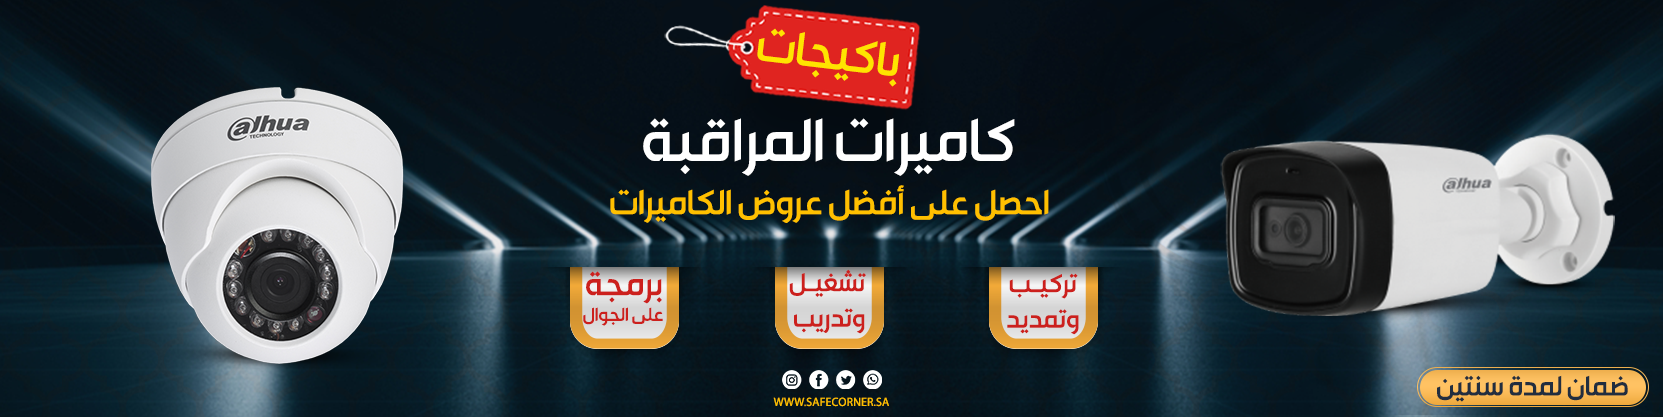 باكيجات
كاميرات المراقبة
احصل على أفضل عروض الكاميرات
alhua
TECHNOLOGY
alhua
تركيب
وتمديد
تشغيل
وتدريب
برمجة
على الجوال
WWW.SAFECORNER.SA
ضمان لمدة سنتين